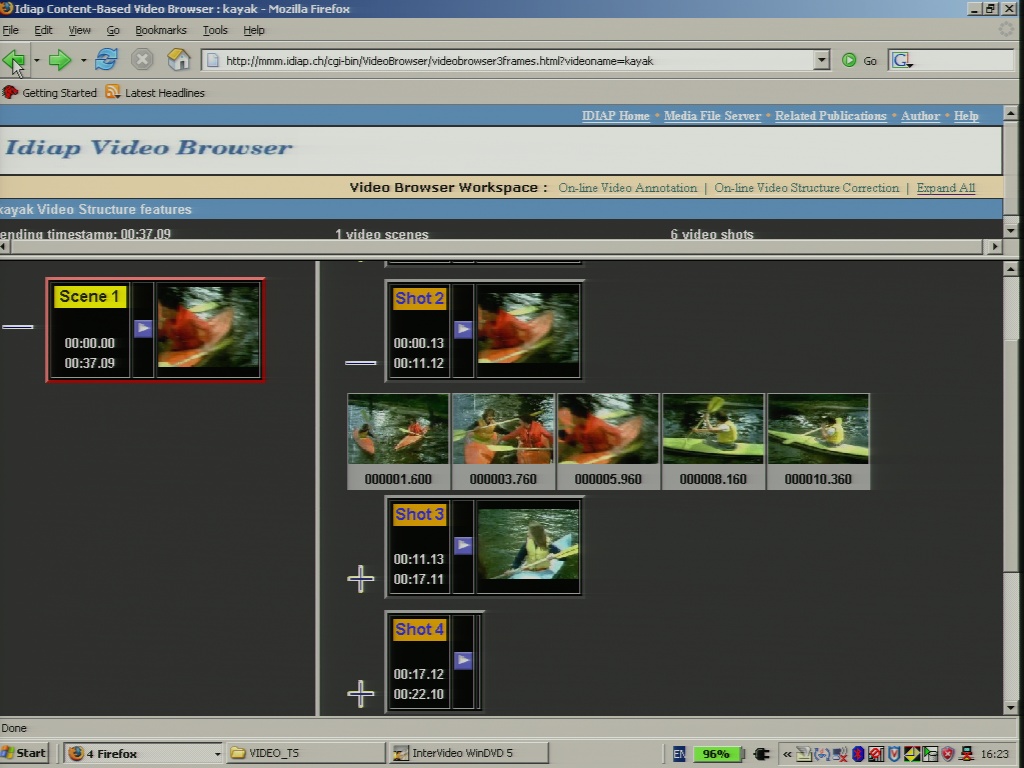 Idiap Content-Based Video Browser : kayak - Mozilla Firefox
File Edit View Go Bookmarks Tools Help
http://mmm.idiap.ch/cgi-bin/VideoBrowser/videobrowser3frames.html?videoname=kayak
Go
G
Getting Started Latest Headlines
IDIAP Home • Media File Server • Related Publications • Author • Help
Idiap Video Browser
Video Browser Workspace : On-line Video Annotation | On-line Video Structure Correction | Expand All
kayak Video Structure features
ending timestamp: 00:37.09 1 video scenes 6 video shots
Scene 1
00:00.00
00:37.09
Shot 2
00:00.13
00:11.12
000001.600 000003.760 000005.960 000008.160 000010.360
Shot 3
00:11.13
00:17.11
Shot 4
00:17.12
00:22.10
Done
Start 4 Firefox VIDEO_TS InterVideo WinDVD 5 EN 96% « 16:23